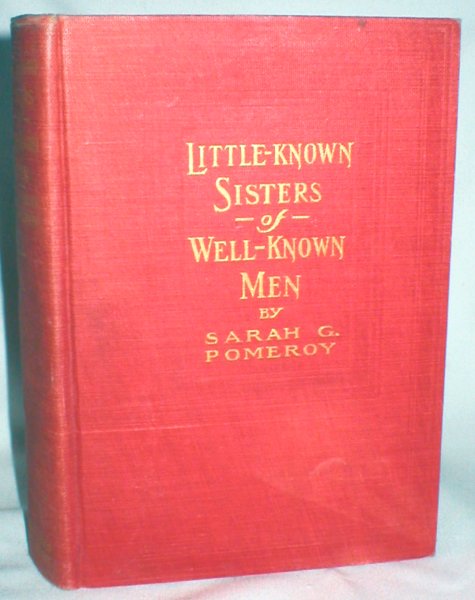 LITTLE-KNOWN
SISTERS
– of –
WELL-KNOWN
MEN
BY
SARAH G.
POMEROY